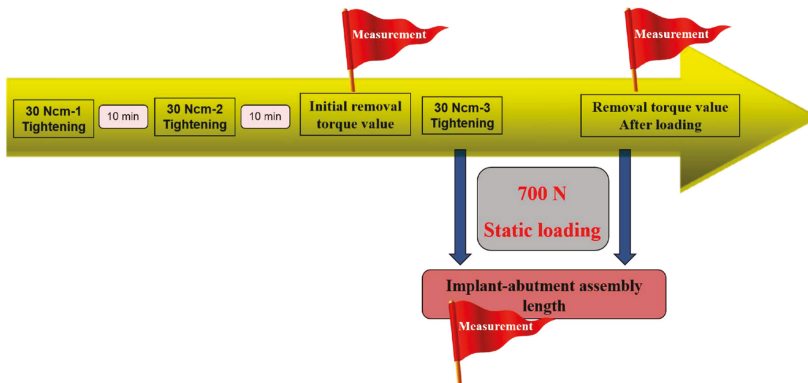 Measurement
Measurement
30 Ncm-1
Tightening
10 min
30 Ncm-2
Tightening
10 min
Initial removal
torque value
30 Ncm-3
Tightening
Removal torque value
After loading
700 N
Static loading
Implant-abutment assembly
length
Measurement